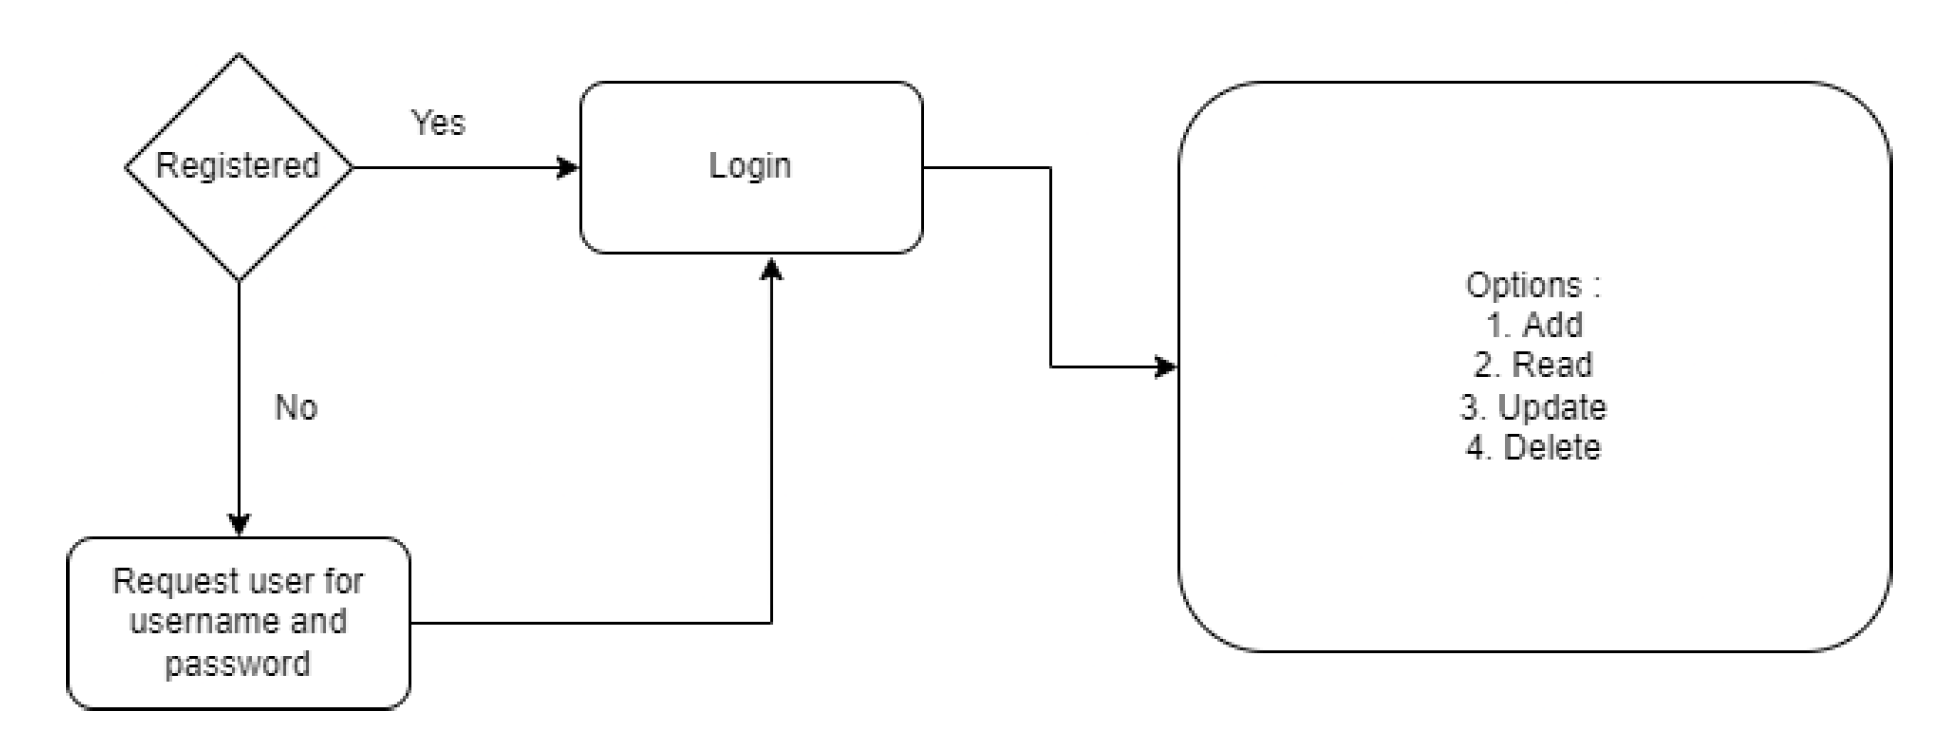 Registered
Yes
Login
No
Request user for
username and
password
Options :
1. Add
2. Read
3. Update
4. Delete